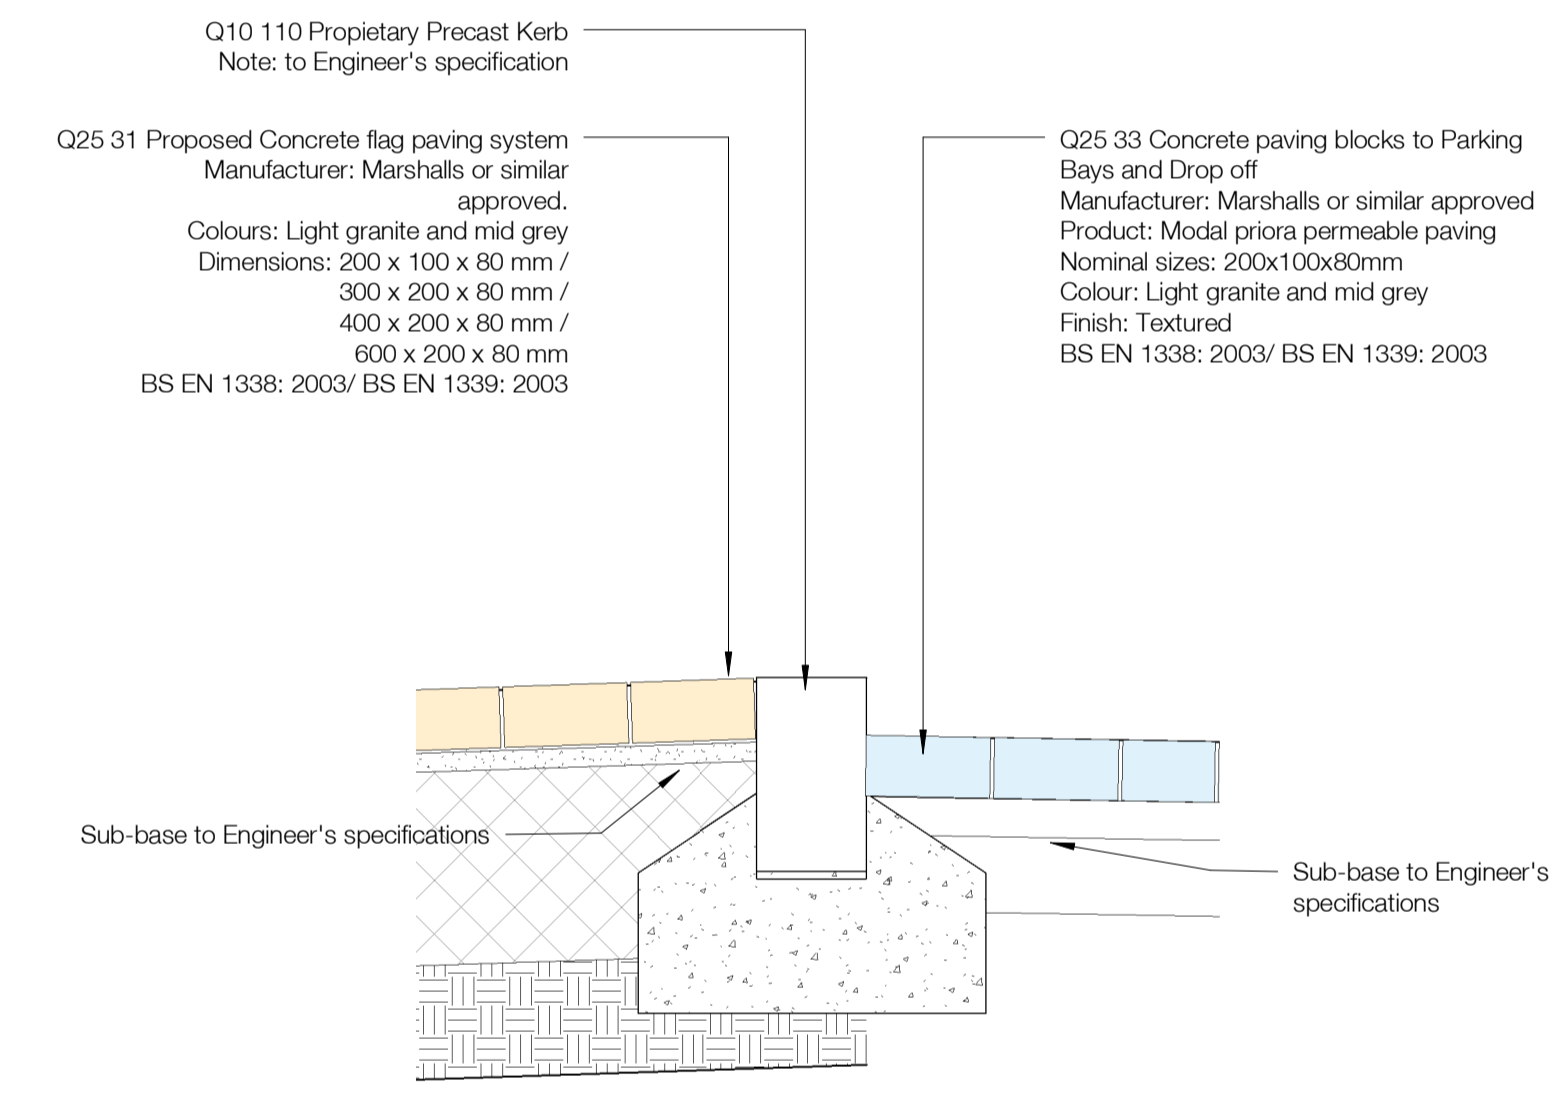 Q10 110 Propietary Precast Kerb
Note: to Engineer's specification
Q25 31 Proposed Concrete flag paving system
Manufacturer: Marshalls or similar
approved.
Colours: Light granite and mid grey
Dimensions: 200 x 100 x 80 mm /
300 x 200 x 80 mm /
400 x 200 x 80 mm /
600 x 200 x 80 mm
BS EN 1338: 2003/ BS EN 1339: 2003
Q25 33 Concrete paving blocks to Parking
Bays and Drop off
Manufacturer: Marshalls or similar approved
Product: Modal priora permeable paving
Nominal sizes: 200x100x80mm
Colour: Light granite and mid grey
Finish: Textured
BS EN 1338: 2003/ BS EN 1339: 2003
Sub-base to Engineer's specifications
Sub-base to Engineer's
specifications